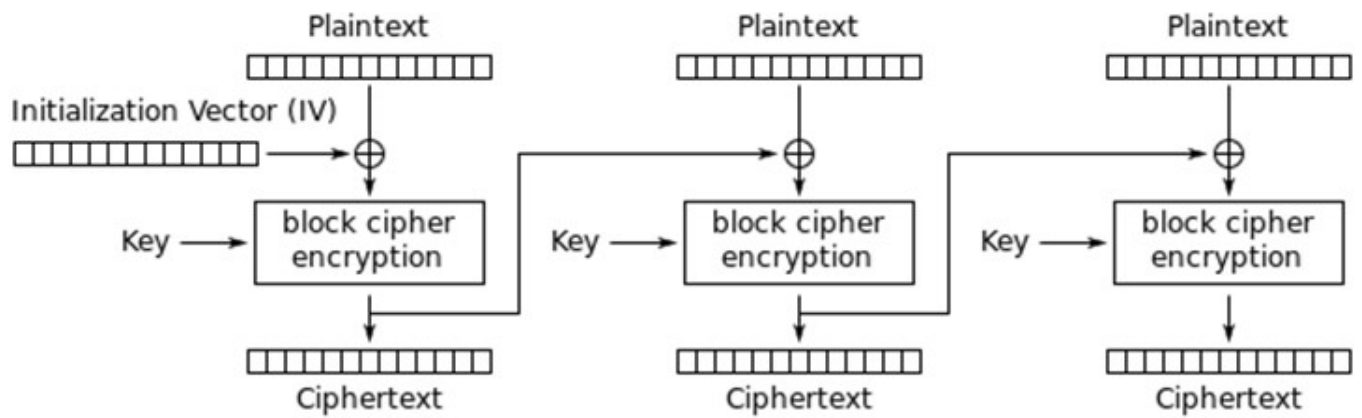 Plaintext
Plaintext
Plaintext
Initialization Vector (IV)
Key
block cipher
encryption
Key
block cipher
encryption
Key
block cipher
encryption
Ciphertext
Ciphertext
Ciphertext